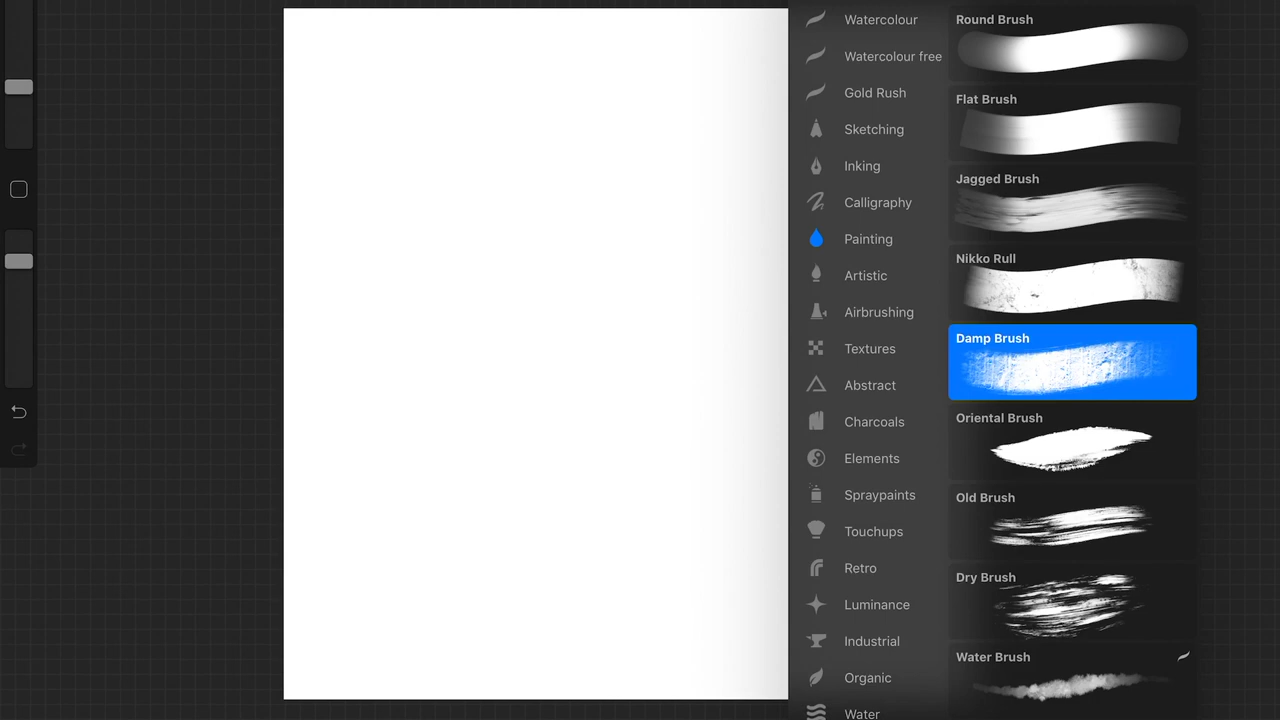 Watercolour
Watercolour free
Gold Rush
Sketching
Inking
Calligraphy
Painting
Artistic
Airbrushing
Textures
Abstract
Charcoals
Elements
Spraypaints
Touchups
Retro
Luminance
Industrial
Organic
Water
Round Brush
Flat Brush
Jagged Brush
Nikko Rull
Damp Brush
Oriental Brush
Old Brush
Dry Brush
Water Brush